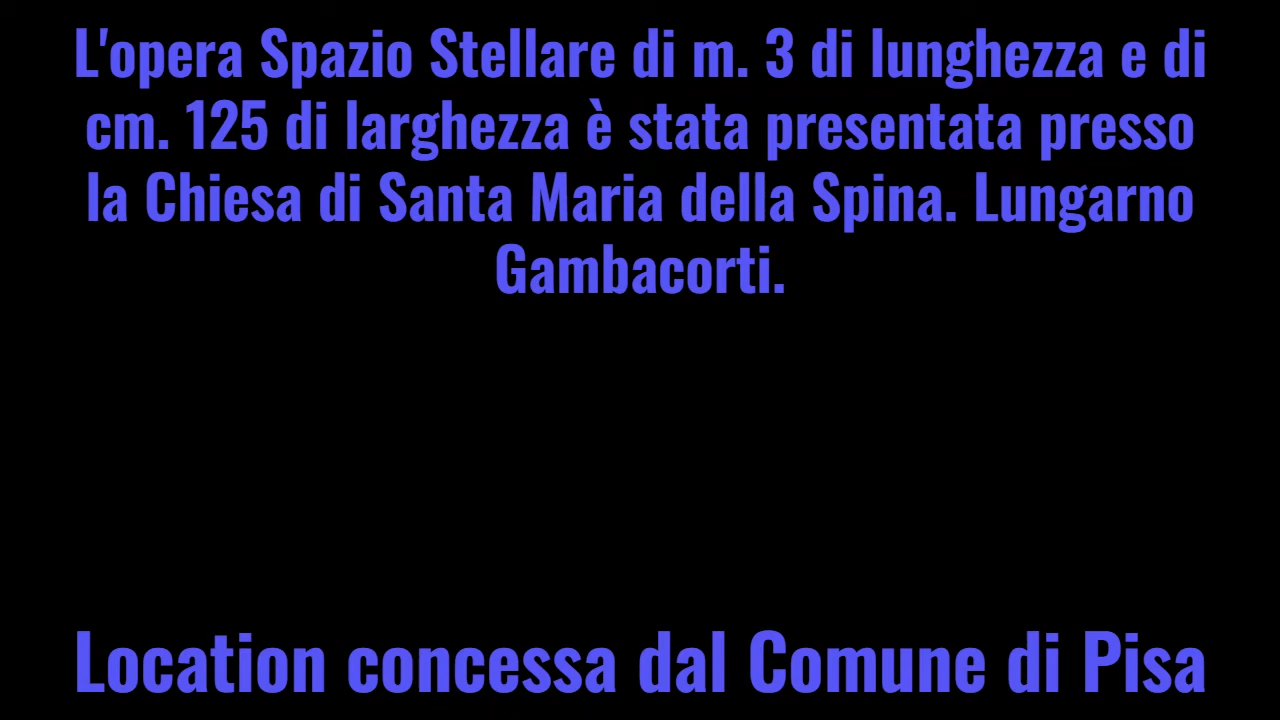 L'opera Spazio Stellare di m. 3 di lunghezza e di
cm. 125 di larghezza è stata presentata presso
la Chiesa di Santa Maria della Spina. Lungarno
Gambacorti.
Location concessa dal Comune di Pisa